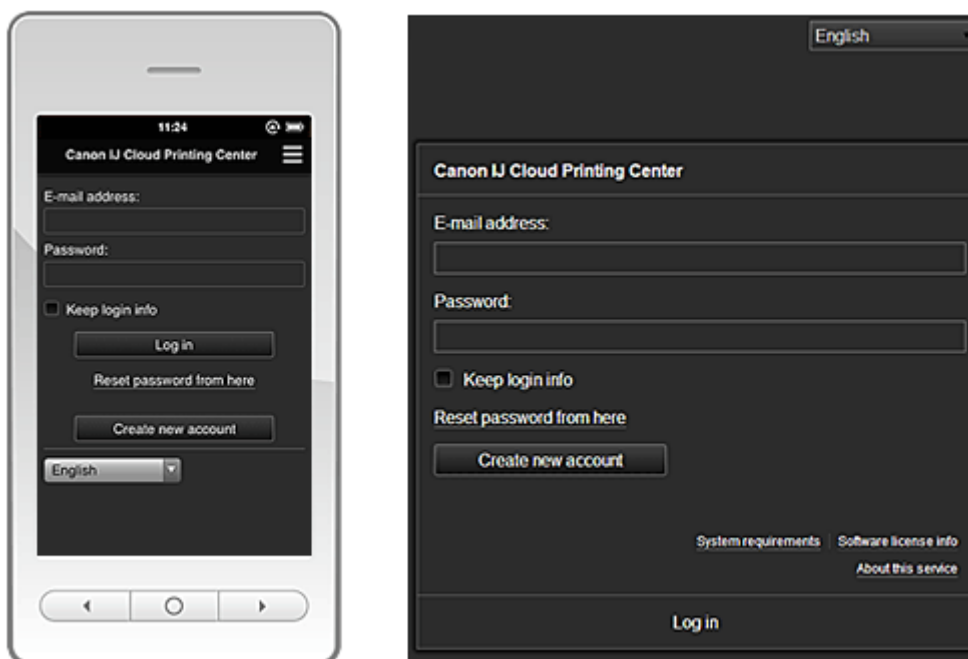 11:24
Canon IJ Cloud Printing Center
E-mail address:
Password:
Keep login info
Log in
Reset password from here
Create new account
English
English
Canon IJ Cloud Printing Center
E-mail address:
Password:
Keep login info
Reset password from here
Create new account
System requirements Software license info
About this service
Log in